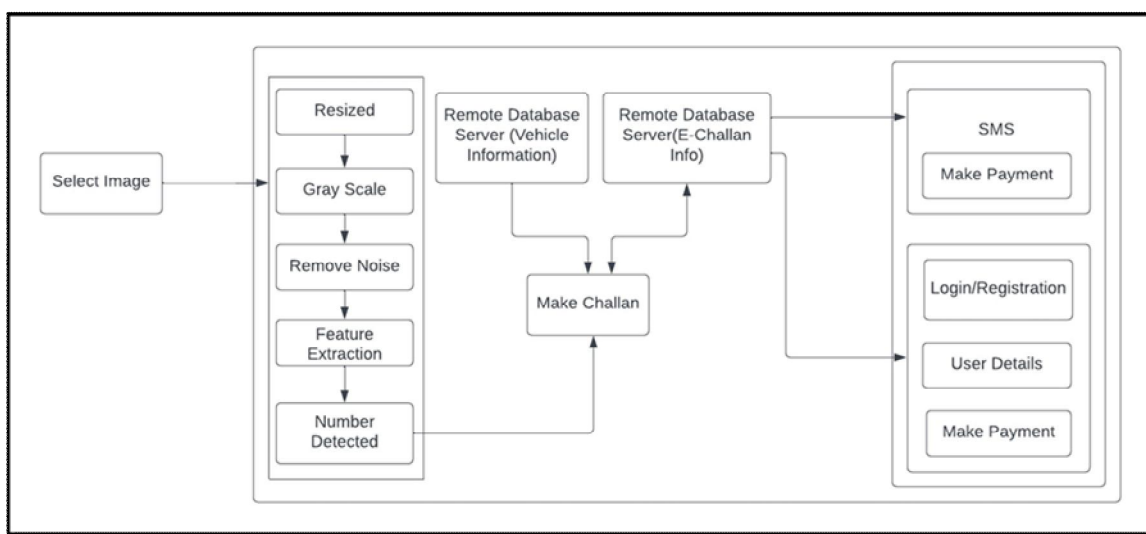 Select Image
Resized
Gray Scale
Remove Noise
Feature
Extraction
Number
Detected
Remote Database
Server (Vehicle
Information)
Remote Database
Server(E-Challan
Info)
Make Challan
SMS
Make Payment
Login/Registration
User Details
Make Payment